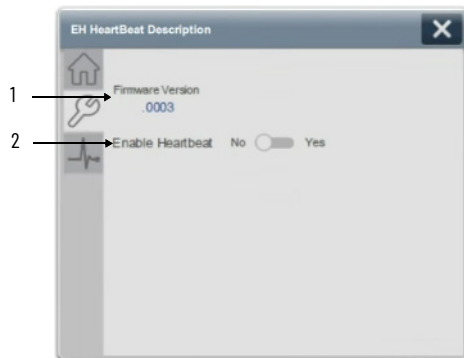 EH HeartBeat Description
1
Firmware Version
.0003
2
Enable Heartbeat No Yes